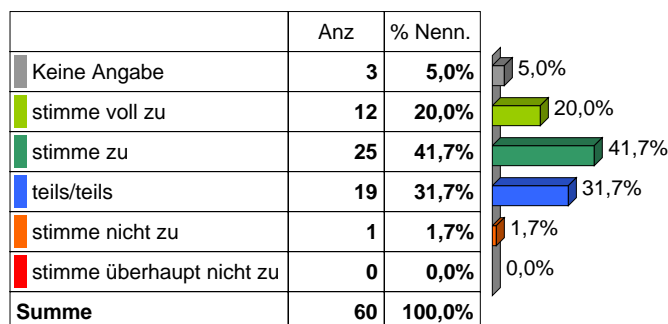 Anz % Nenn.
Keine Angabe 3 5,0% 5,0%
stimme voll zu 12 20,0% 20,0%
stimme zu 25 41,7% 41,7%
teils/teils 19 31,7% 31,7%
stimme nicht zu 1 1,7% 1,7%
stimme überhaupt nicht zu 0 0,0% 0,0%
Summe 60 100,0%